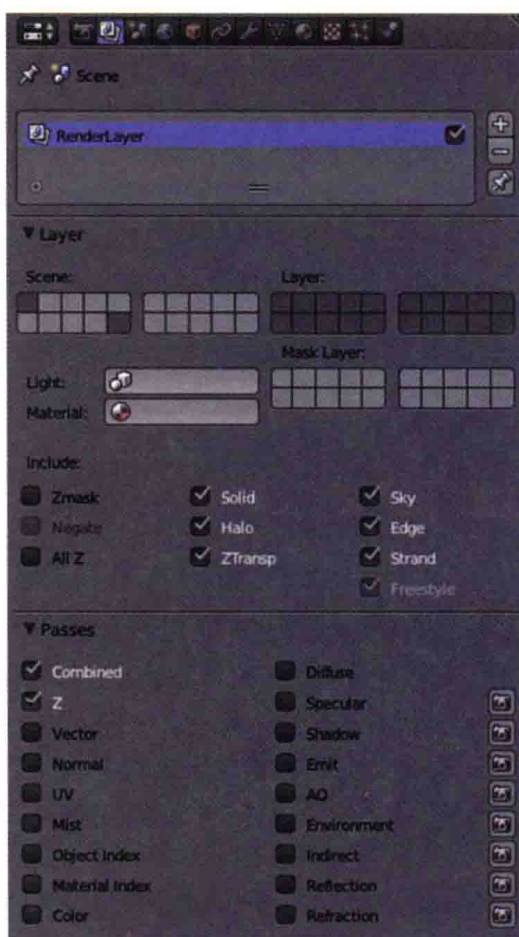 Scene
RenderLayer
Layer
Scene:
Layer:
Mask Layer:
Light:
Material:
Include:
Zmask
Solid
Sky
Negate
Halo
Edge
All Z
ZTransp
Strand
Freestyle
Passes
Combined
Diffuse
Z
Specular
Vector
Shadow
Normal
Emit
UV
AO
Mist
Environment
Object Index
Indirect
Material Index
Reflection
Color
Refraction